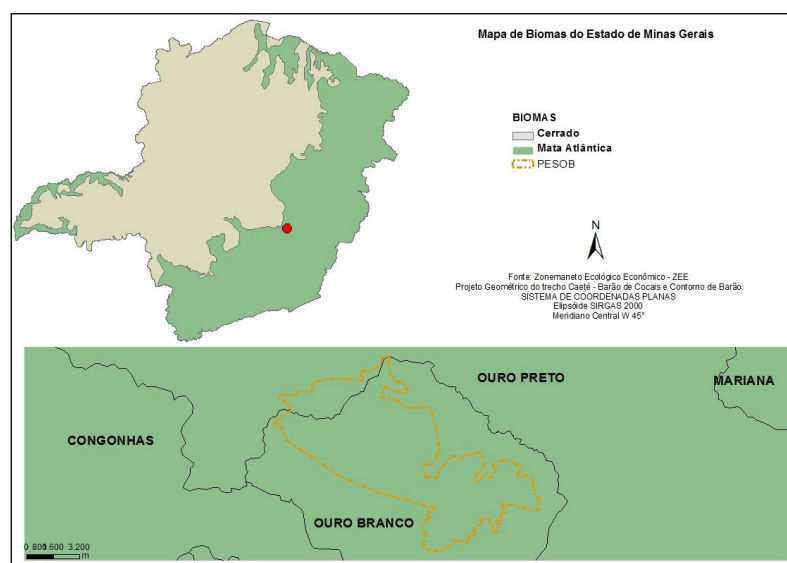 Mapa de Biomas do Estado de Minas Gerais
BIOMAS
Cerrado
Mata Atlântica
PESOB
N
Fonte: Zonemaneto Ecológico Econômico - ZEE
Projeto Geométrico do trecho Caeté - Barão de Cocais e Contorno de Barão
SISTEMA DE COORDENADAS PLANAS
Elipsóide SIRGAS 2000
Meridiano Central W 45°
OURO PRETO
MARIANA
CONGONHAS
OURO BRANCO
0 8001.600 3.200
m